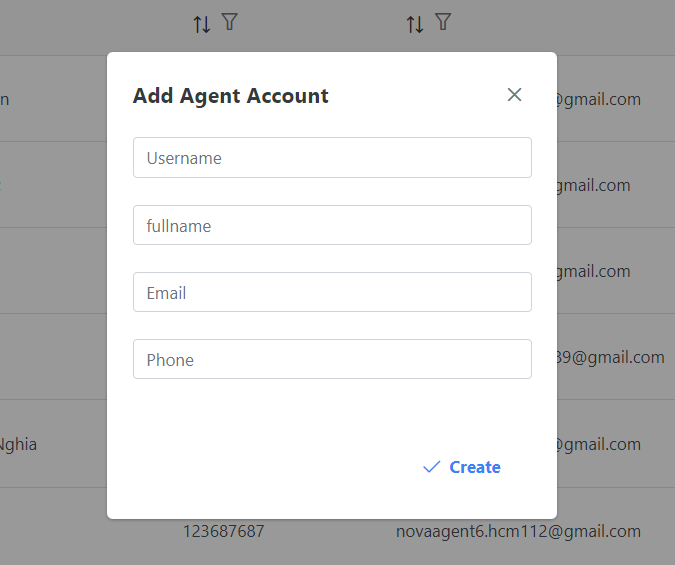 n
@gmail.com
Add Agent Account
Username
gmail.com
fullname
gmail.com
Email
Phone
39@gmail.com
Nghia
@gmail.com
Create
123687687
novaagent6.hcm112@gmail.com